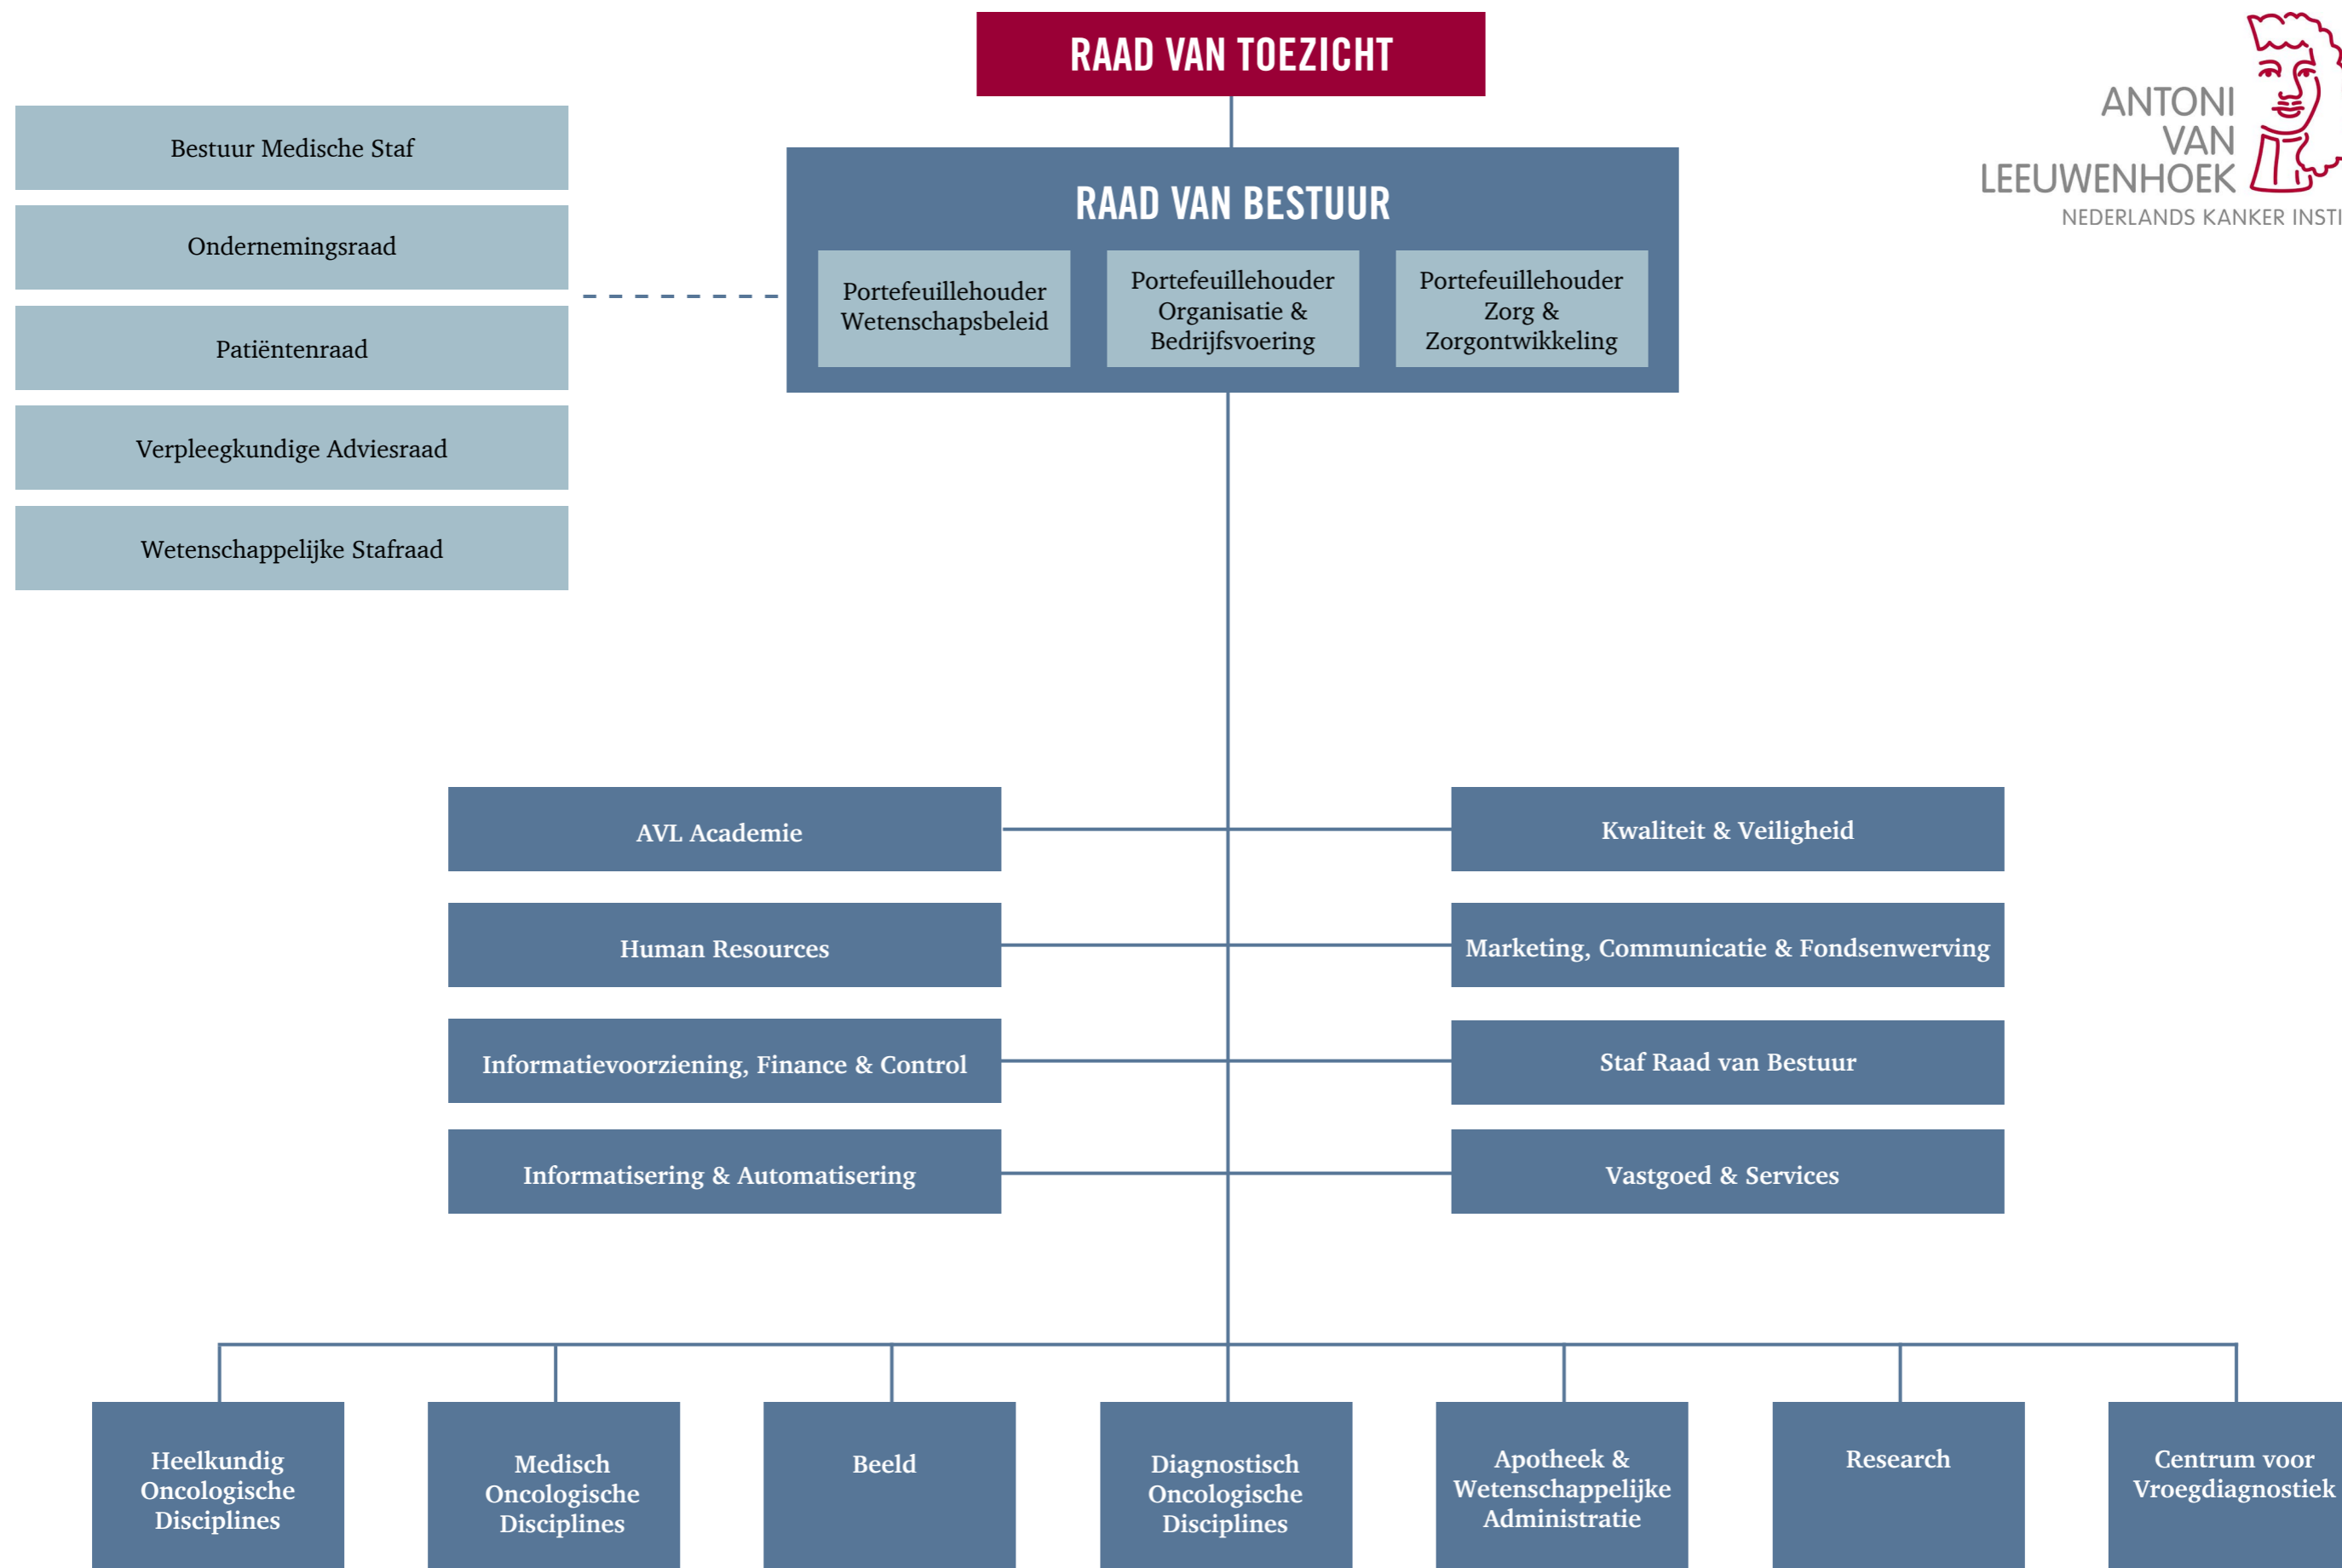 RAAD VAN TOEZICHT
ANTONI
VAN
LEEUWENHOEK
NEDERLANDS KANKER INSTI
Bestuur Medische Staf
Ondernemingsraad
Patiëntenraad
Verpleegkundige Adviesraad
Wetenschappelijke Stafraad
RAAD VAN BESTUUR
Portefeuillehouder
Wetenschapsbeleid
Portefeuillehouder
Organisatie &
Bedrijfsvoering
Portefeuillehouder
Zorg &
Zorgontwikkeling
AVL Academie
Kwaliteit & Veiligheid
Human Resources
Marketing, Communicatie & Fondsenwerving
Informatievoorziening, Finance & Control
Staf Raad van Bestuur
Informatisering & Automatisering
Vastgoed & Services
Heelkundig
Oncologische
Disciplines
Medisch
Oncologische
Disciplines
Beeld
Diagnostisch
Oncologische
Disciplines
Apotheek &
Wetenschappelijke
Administratie
Research
Centrum voor
Vroegdiagnostiek